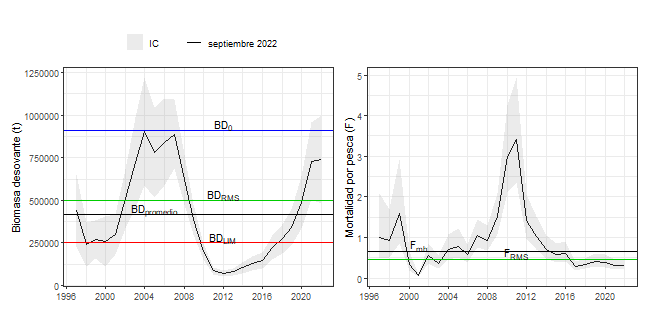 IC
septiembre 2022
Biomasa desovante (t)
1250000
1000000
750000
500000
250000
0
BD0
BDRMS
BDpromedio
BDLIM
1996
2000
2004
2008
2012
2016
2020
Mortalidad por pesca (F)
5
4
3
2
1
0
Fmh
FRMS
1996
2000
2004
2008
2012
2016
2020